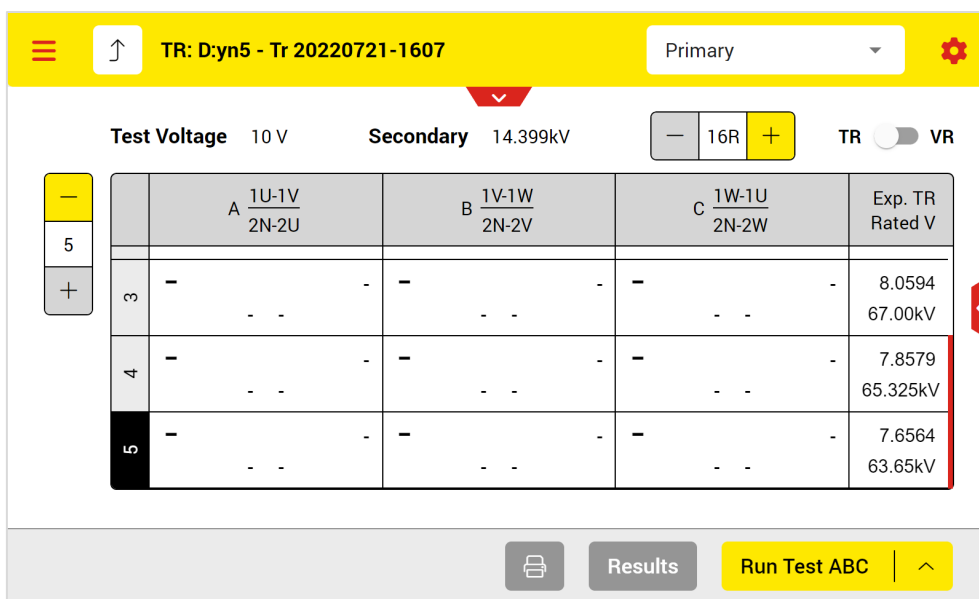 TR: D:yn5 - Tr 20220721-1607 Primary
Test Voltage 10 V Secondary 14.399kV − 16R + TR VR
−
5
+
A 1U-1V
2N-2U
B 1V-1W
2N-2V
C 1W-1U
2N-2W
Exp. TR
Rated V
3 - - - - - - 8.0594
- - - - - - 67.00kV
4 - - - - - - 7.8579
- - - - - - 65.325kV
5 - - - - - - 7.6564
- - - - - - 63.65kV
Results Run Test ABC